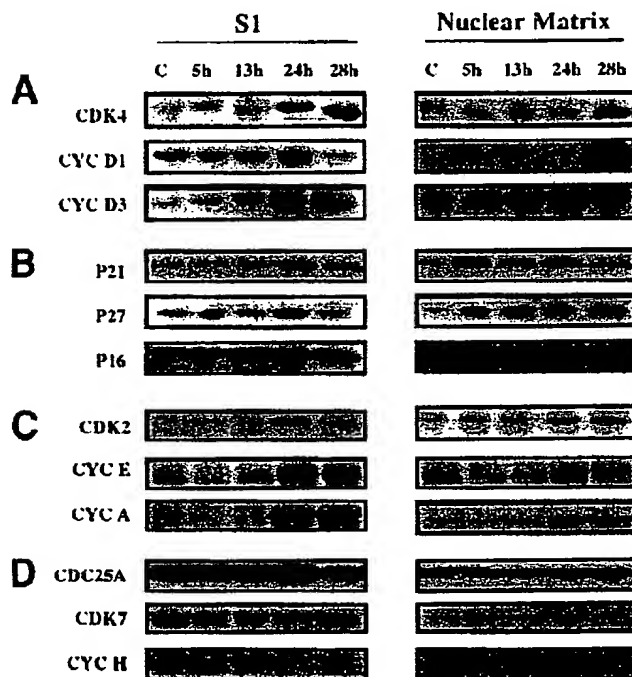 S1 Nuclear Matrix
C 5h 13h 24h 28h C 5h 13h 24h 28h
A
CDK4
CYC D1
CYC D3
B
P21
P27
P16
C
CDK2
CYC E
CYC A
D
CDC25A
CDK7
CYC H